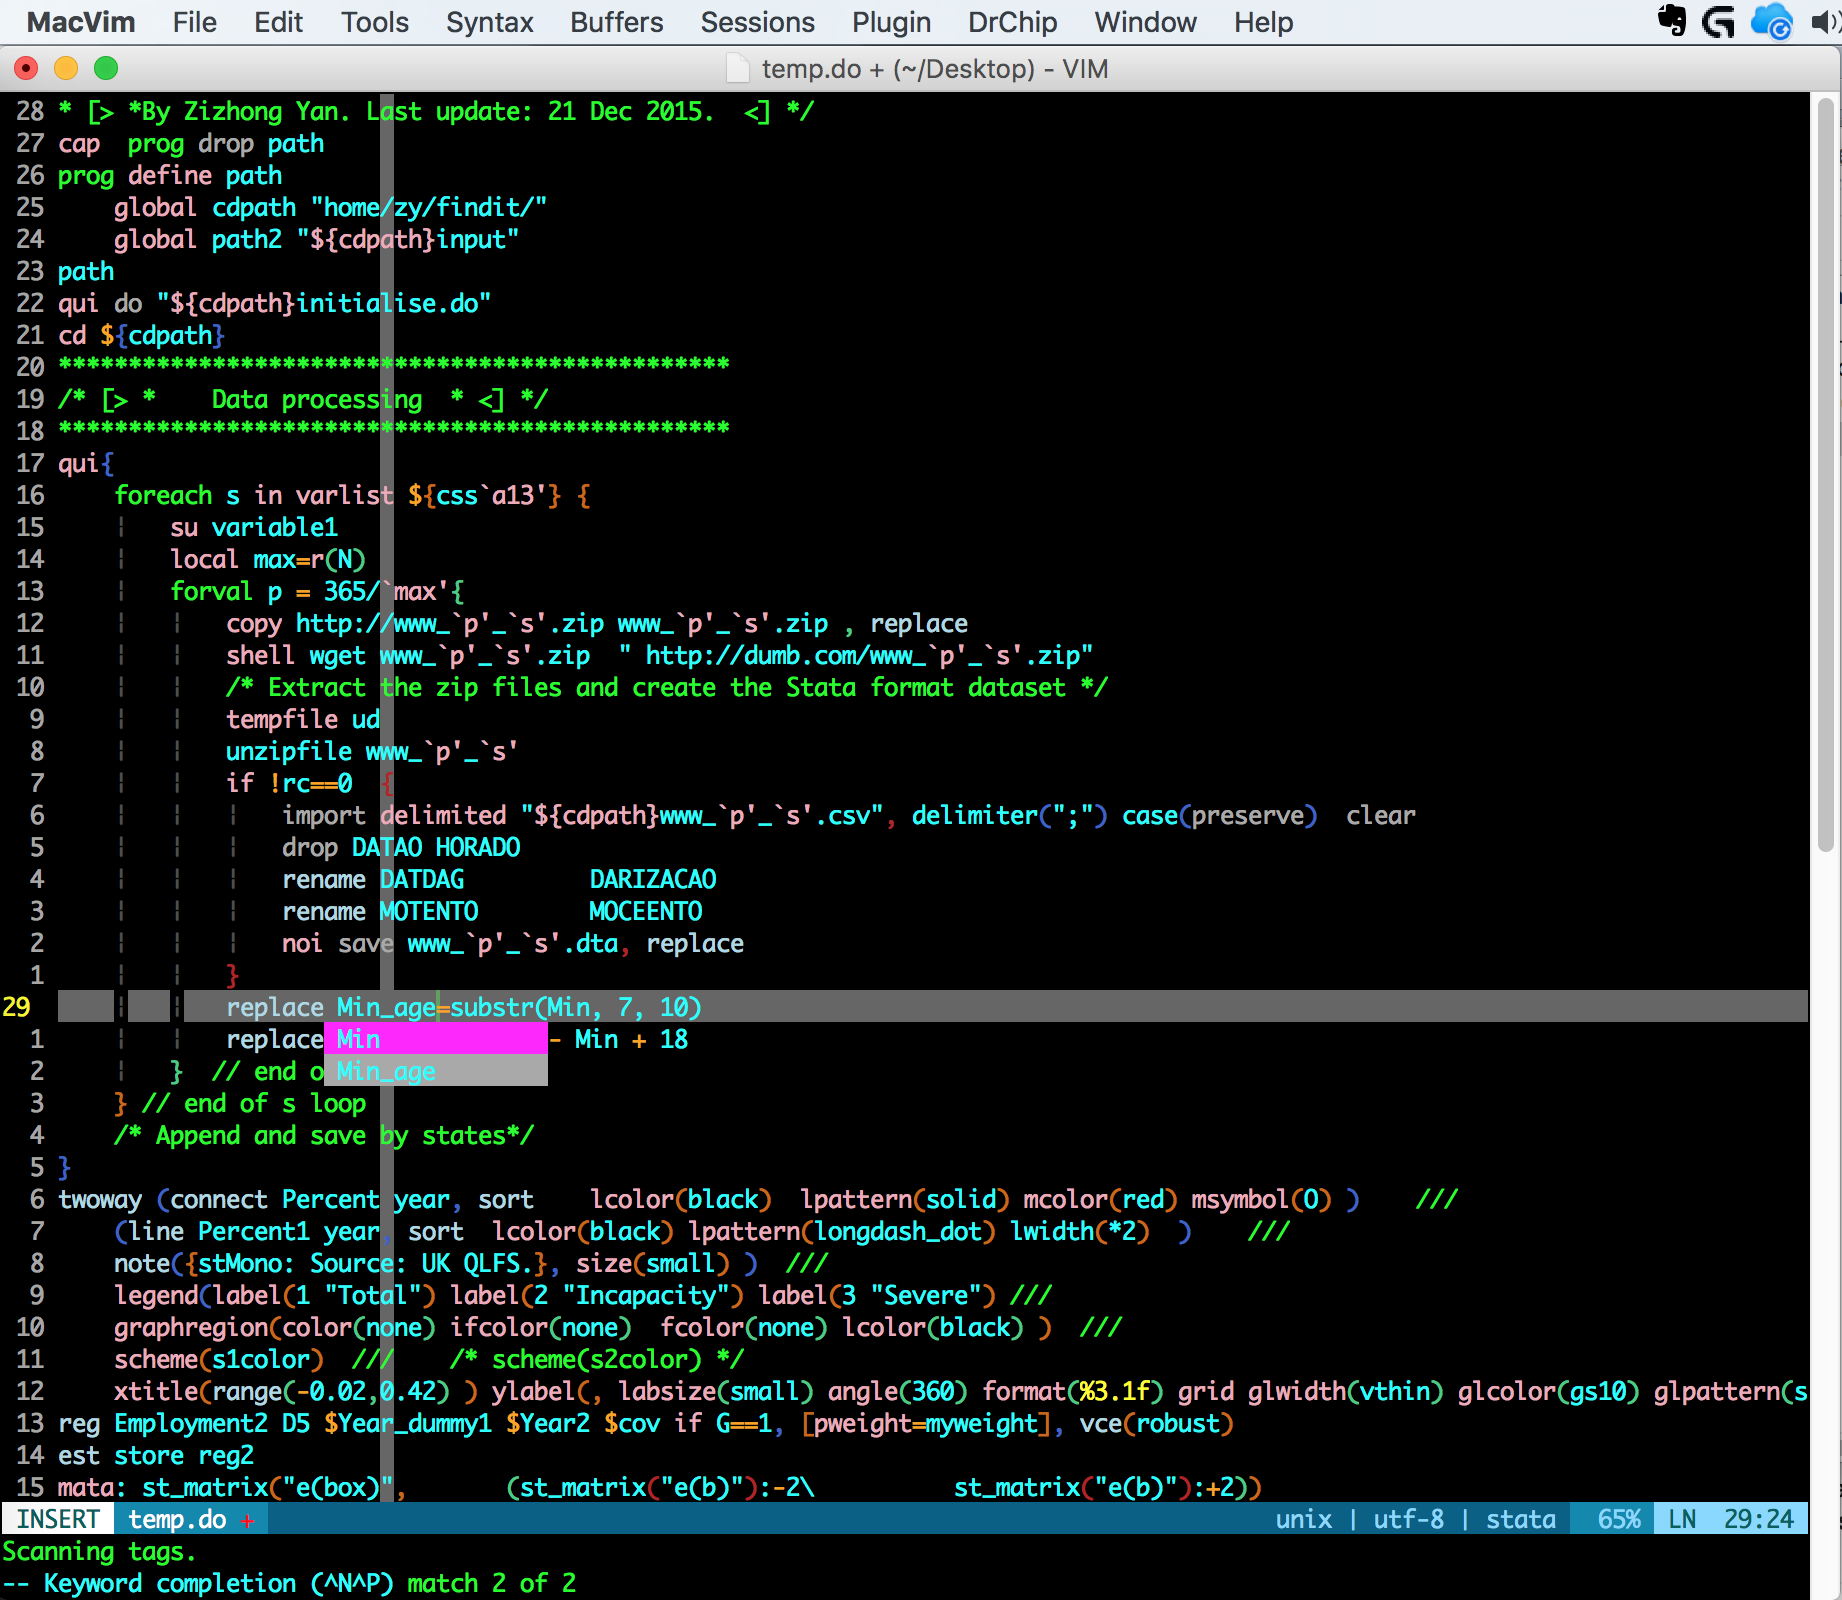 MacVim File Edit Tools Syntax Buffers Sessions Plugin DrChip Window Help
temp.do + (~/Desktop) - VIM
28 * [> *By Zizhong Yan. Last update: 21 Dec 2015.  <] */
27 cap  prog drop path
26 prog define path
25     global cdpath "home/zy/findit/"
24     global path2 "${cdpath}input"
23 path
22 qui do "${cdpath}initialise.do"
21 cd ${cdpath}
20 ************************************************
19 /* [> *    Data processing  * <] */
18 ************************************************
17 qui{
16     foreach s in varlist ${css`a13'} {
15     ¦   su variable1
14     ¦   local max=r(N)
13     ¦   forval p = 365/`max'{
12     ¦   ¦   copy http://www_`p'_`s'.zip www_`p'_`s'.zip , replace
11     ¦   ¦   shell wget www_`p'_`s'.zip  " http://dumb.com/www_`p'_`s'.zip"
10     ¦   ¦   /* Extract the zip files and create the Stata format dataset */
9     ¦   ¦   tempfile ud
8     ¦   ¦   unzipfile www_`p'_`s'
7     ¦   ¦   if !rc==0  {
6     ¦   ¦   ¦   import delimited "${cdpath}www_`p'_`s'.csv", delimiter(";") case(preserve)  clear
5     ¦   ¦   ¦   drop DATAO HORADO
4     ¦   ¦   ¦   rename DATDAG         DARIZACAO
3     ¦   ¦   ¦   rename MOTENTO        MOCEENTO
2     ¦   ¦   ¦   noi save www_`p'_`s'.dta, replace
1     ¦   ¦   }
29     ¦   ¦   replace Min_age=substr(Min, 7, 10)
1     ¦   ¦   replace Min - Min + 18
2     ¦   }  // end o Min_age
3     } // end of s loop
4     /* Append and save by states*/
5 }
6 twoway (connect Percent year, sort    lcolor(black)  lpattern(solid) mcolor(red) msymbol(O) )    ///
7     (line Percent1 year, sort  lcolor(black) lpattern(longdash_dot) lwidth(*2)  )    ///
8     note({stMono: Source: UK QLFS.}, size(small) )  ///
9     legend(label(1 "Total") label(2 "Incapacity") label(3 "Severe") ///
10     graphregion(color(none) ifcolor(none)  fcolor(none) lcolor(black) )  ///
11     scheme(s1color)  ///    /* scheme(s2color) */
12     xtitle(range(-0.02,0.42) ) ylabel(, labsize(small) angle(360) format(%3.1f) grid glwidth(vthin) glcolor(gs10) glpattern(s
13 reg Employment2 D5 $Year_dummy1 $Year2 $cov if G==1, [pweight=myweight], vce(robust)
14 est store reg2
15 mata: st_matrix("e(box)",       (st_matrix("e(b)"):-2\          st_matrix("e(b)"):+2))
INSERT temp.do + unix | utf-8 | stata 65% LN 29:24
Scanning tags.
-- Keyword completion (^N^P) match 2 of 2